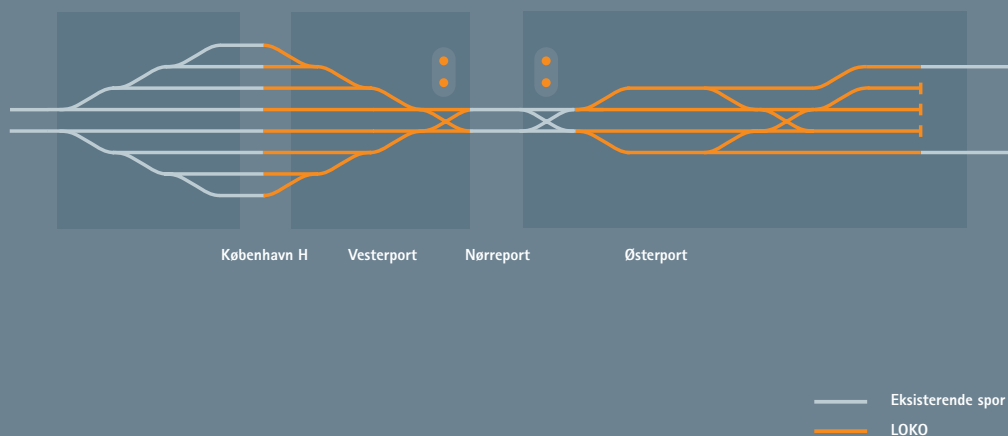 København H
Vesterport
Nørreport
Østerport
Eksisterende spor
LOKO